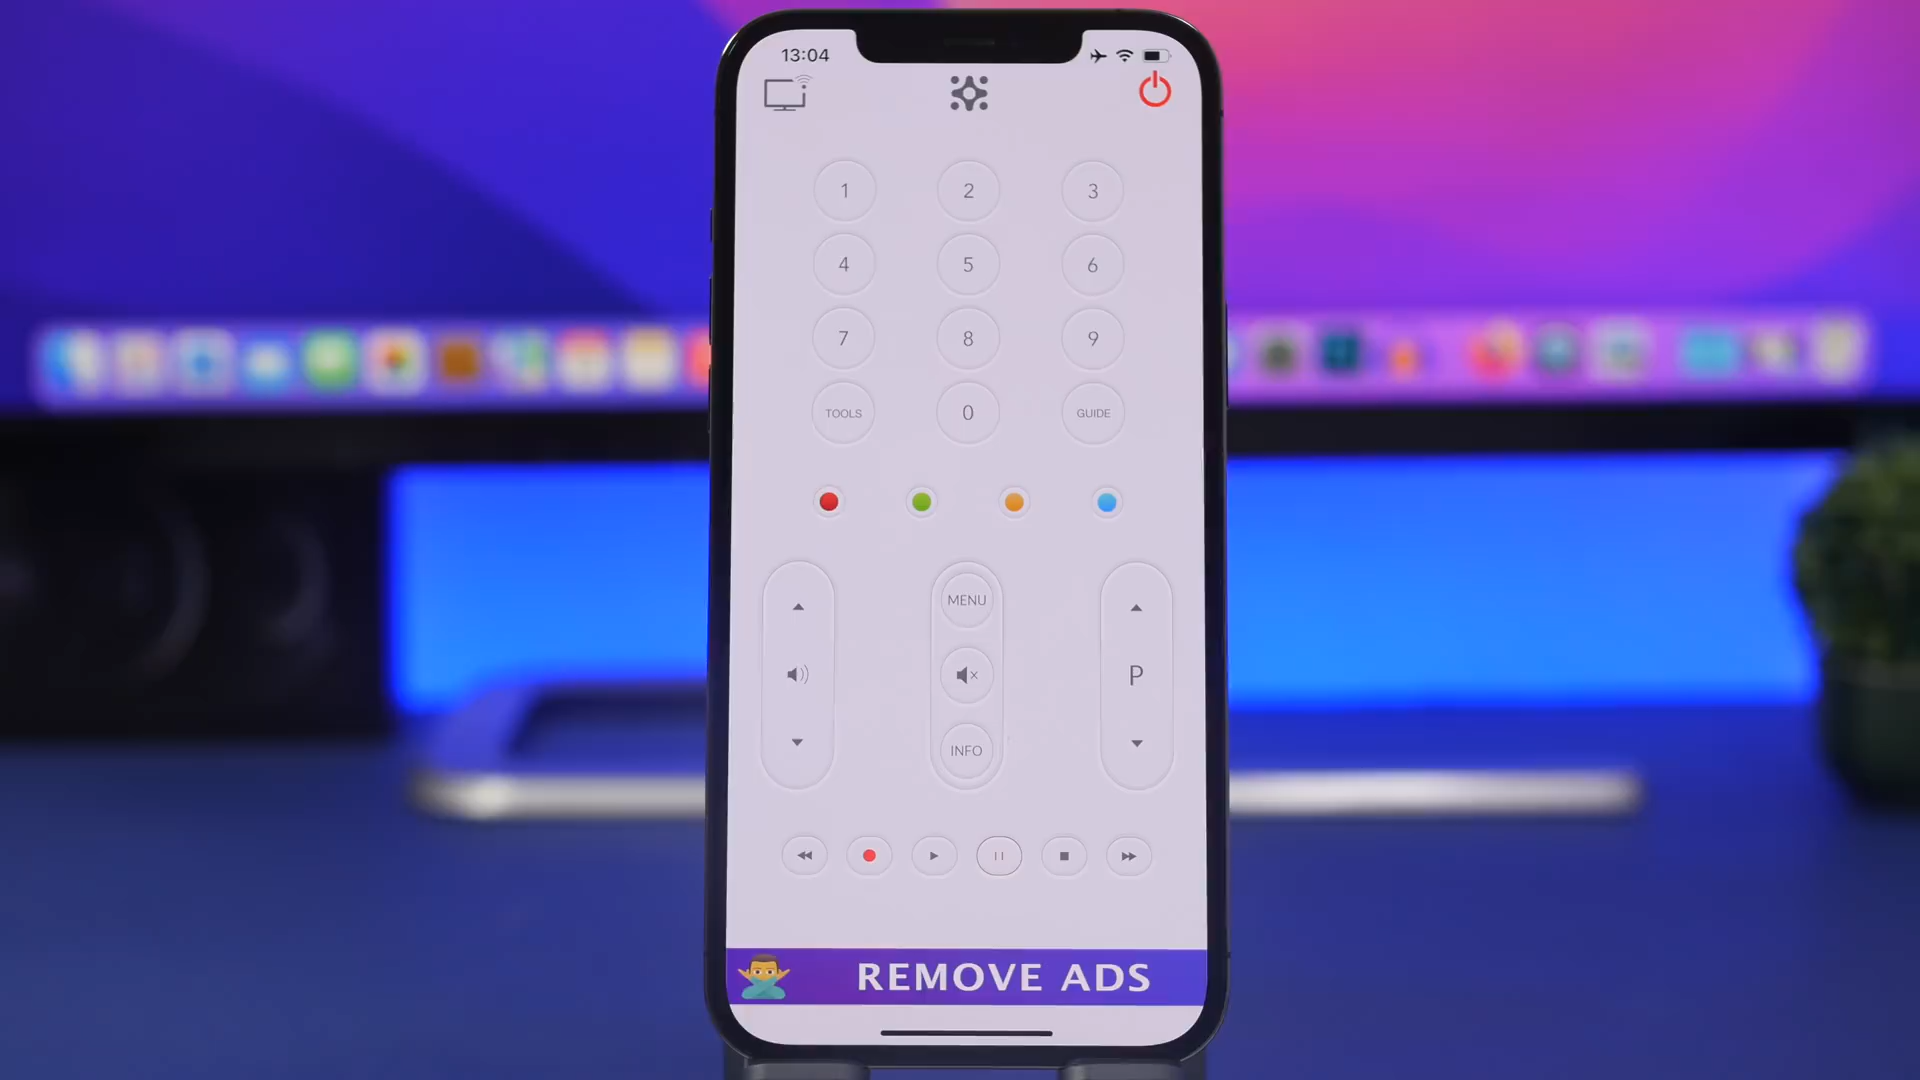 13:04
1 2 3
4 5 6
7 8 9
TOOLS 0 GUIDE
MENU
P
INFO
REMOVE ADS